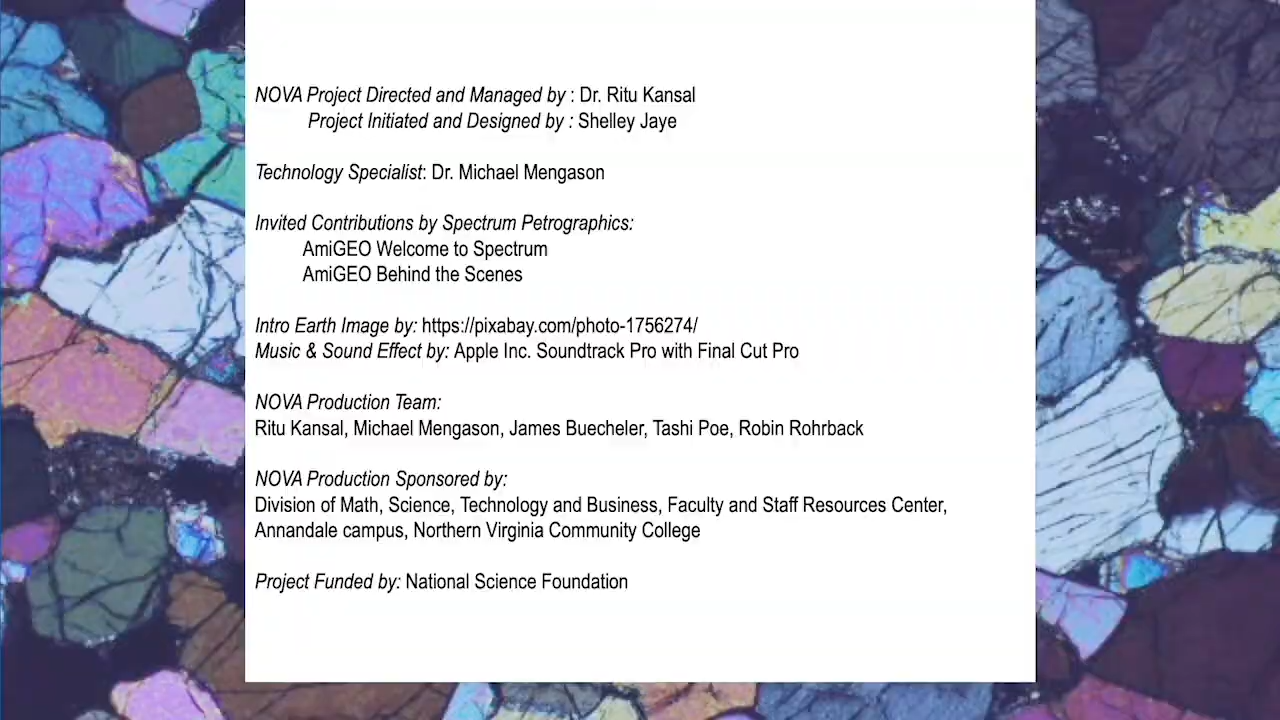 NOVA Project Directed and Managed by : Dr. Ritu Kansal
Project Initiated and Designed by : Shelley Jaye
Technology Specialist: Dr. Michael Mengason
Invited Contributions by Spectrum Petrographics:
AmiGEO Welcome to Spectrum
AmiGEO Behind the Scenes
Intro Earth Image by: https://pixabay.com/photo-1756274/
Music & Sound Effect by: Apple Inc. Soundtrack Pro with Final Cut Pro
NOVA Production Team:
Ritu Kansal, Michael Mengason, James Buecheler, Tashi Poe, Robin Rohrback
NOVA Production Sponsored by:
Division of Math, Science, Technology and Business, Faculty and Staff Resources Center,
Annandale campus, Northern Virginia Community College
Project Funded by: National Science Foundation